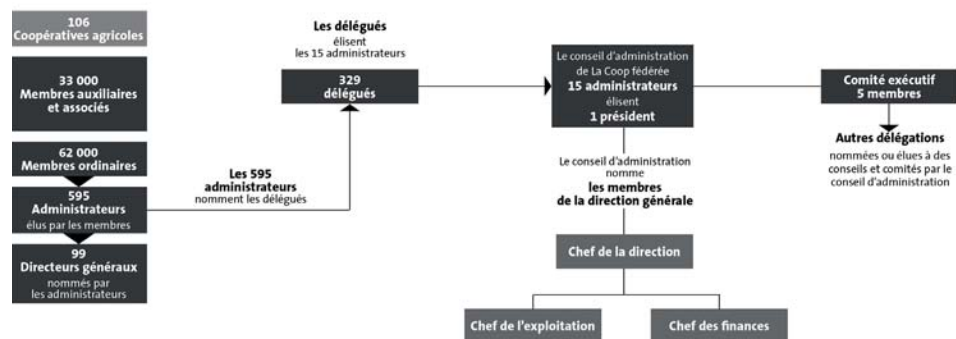 106
Coopératives agricoles
33 000
Membres auxiliaires
et associés
62 000
Membres ordinaires
595
Administrateurs
élus par les membres
99
Directeurs généraux
nommés par
les administrateurs
Les 595
administrateurs
nomment les délégués
Les délégués
élisent
les 15 administrateurs
329
délégués
Le conseil d’administration
de La Coop fédérée
15 administrateurs
élisent
1 président
Le conseil d’administration
nomme
les membres
de la direction générale
Chef de la direction
Chef de l’exploitation
Chef des finances
Comité exécutif
5 membres
Autres délégations
nommées ou élues à des
conseils et comités par le
conseil d’administration